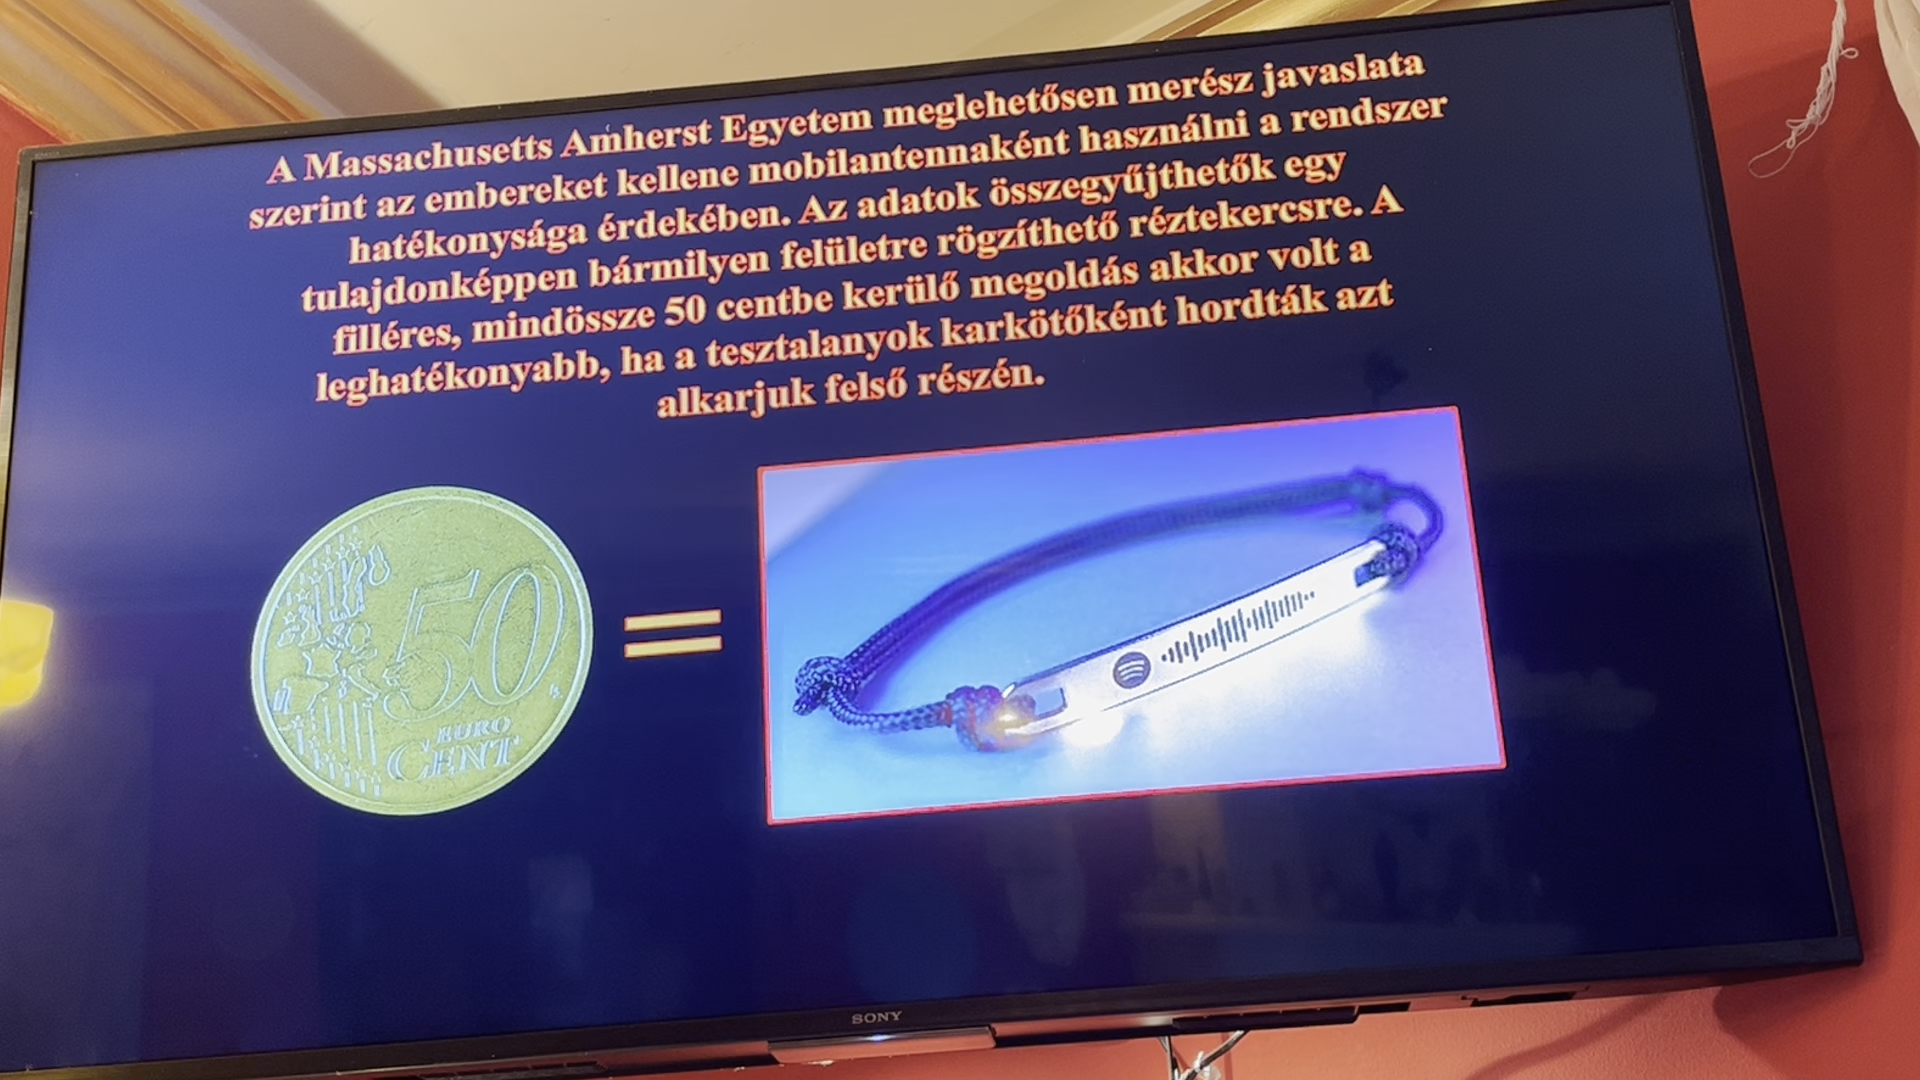 A Massachusetts Amherst Egyetem meglehetősen merész javaslata
szerint az embereket kellene mobilantennaként használni a rendszer
hatékonysága érdekében. Az adatok összegyűjthetők egy
tulajdonképpen bármilyen felületre rögzíthető réztekercsre. A
filléres, mindössze 50 centbe kerülő megoldás akkor volt a
leghatékonyabb, ha a tesztalanyok karkötőként hordták azt
alkarjuk felső részén.
50
EURO
CENT
=
SONY